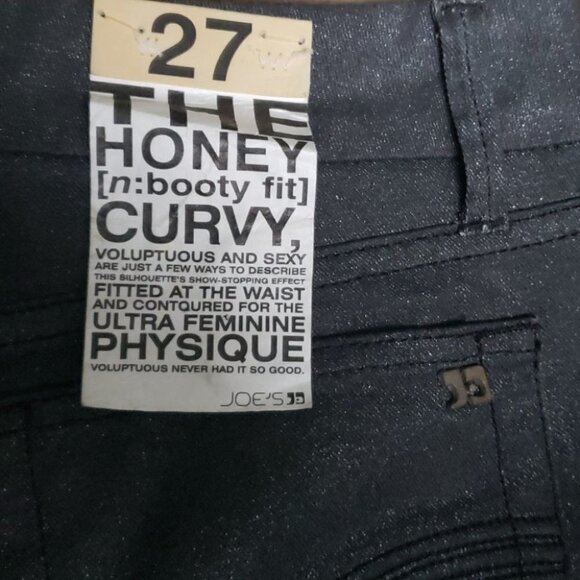 27
THE
HONEY
[n:booty fit]
CURVY,
VOLUPTUOUS AND SEXY
ARE JUST A FEW WAYS TO DESCRIBE
THIS SILHOUETTE'S SHOW-STOPPING EFFECT
FITTED AT THE WAIST
AND CONTOURED FOR THE
ULTRA FEMININE
PHYSIQUE
VOLUPTUOUS NEVER HAD IT SO GOOD.
JOE'S